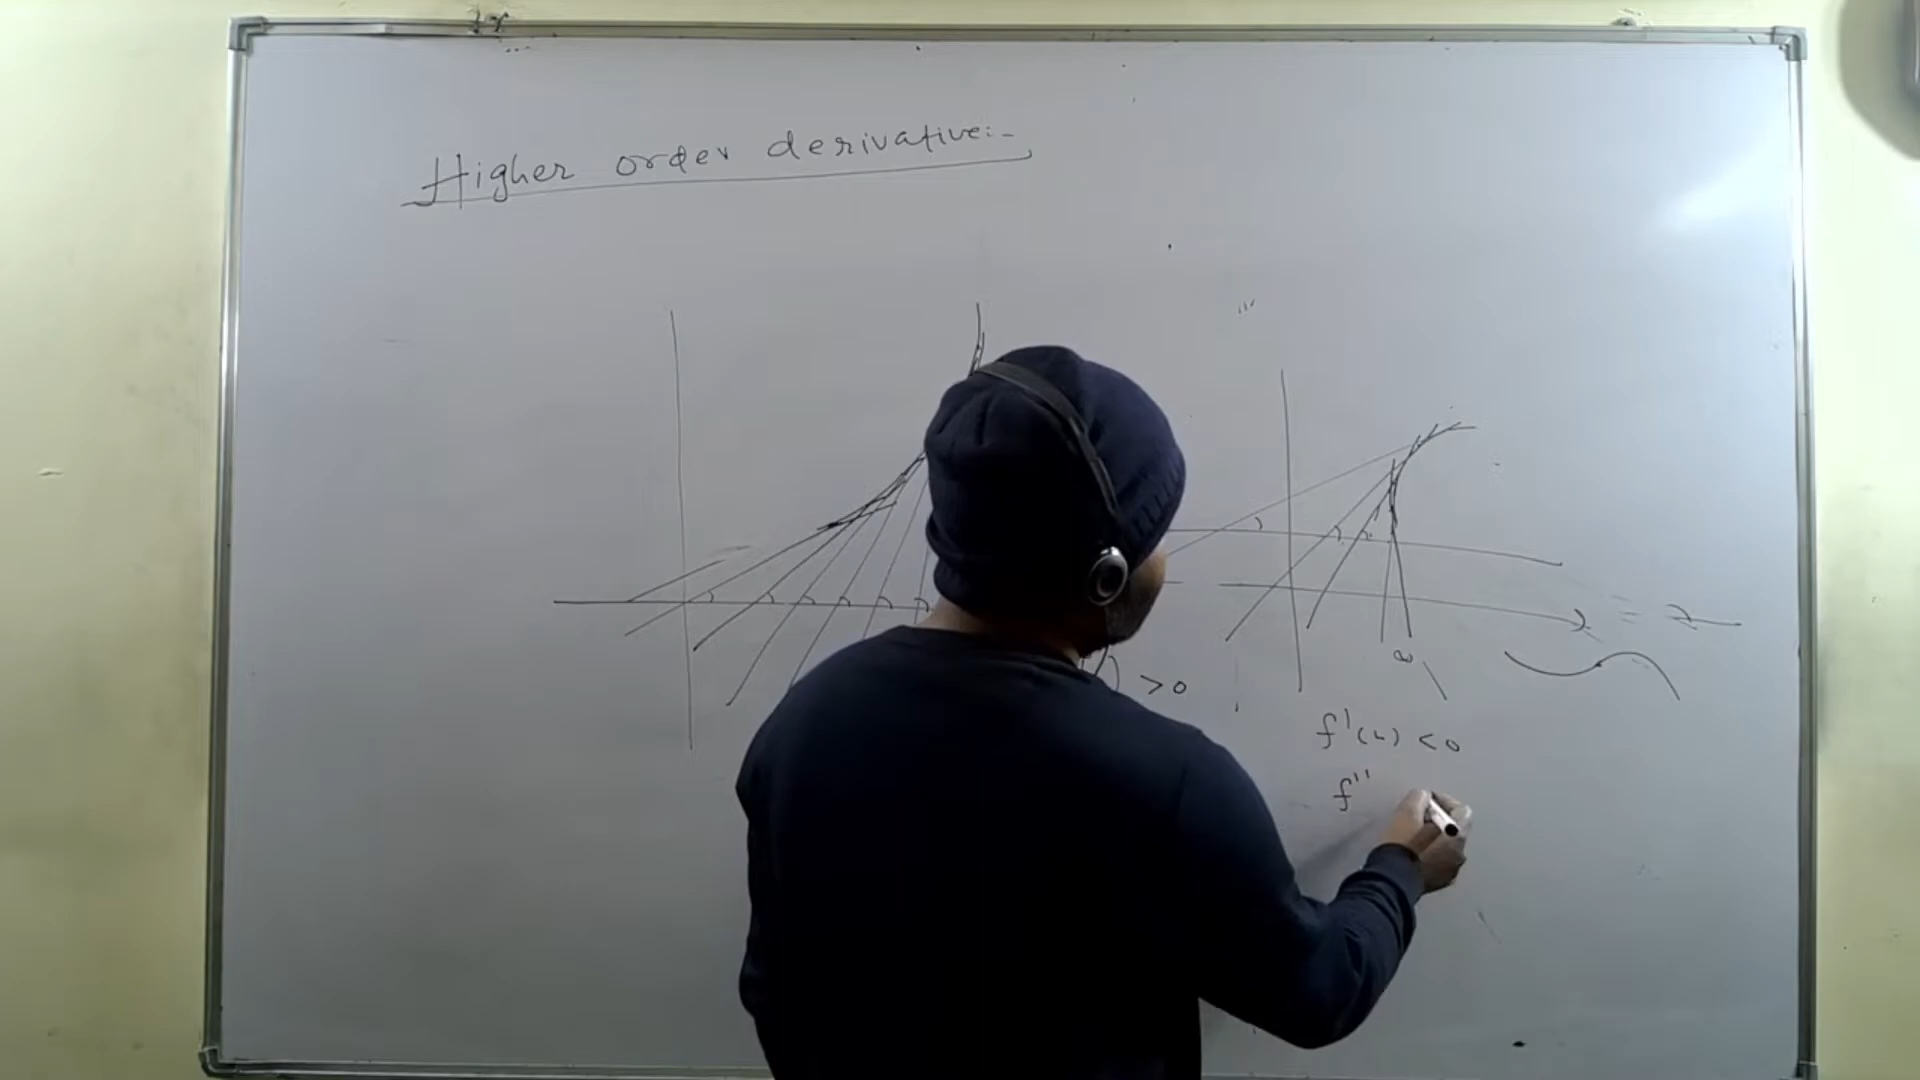 Higher order derivative:-
) > 0
f'(x) < 0
f''